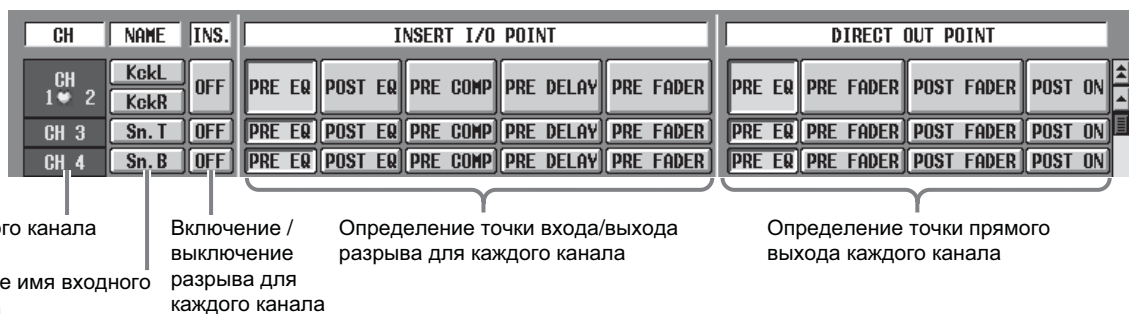 CH NAME INS. INSERT I/O POINT DIRECT OUT POINT
CH 1 2 KckL OFF PRE EQ POST EQ PRE COMP PRE DELAY PRE FADER PRE EQ PRE FADER POST FADER POST ON
KckR
CH 3 Sn.T OFF PRE EQ POST EQ PRE COMP PRE DELAY PRE FADER PRE EQ PRE FADER POST FADER POST ON
CH 4 Sn.B OFF PRE EQ POST EQ PRE COMP PRE DELAY PRE FADER PRE EQ PRE FADER POST FADER POST ON
канала
имя входного
Включение /
выключение
разрыва для
каждого канала
Определение точки входа/выхода
разрыва для каждого канала
Определение точки прямого
выхода каждого канала